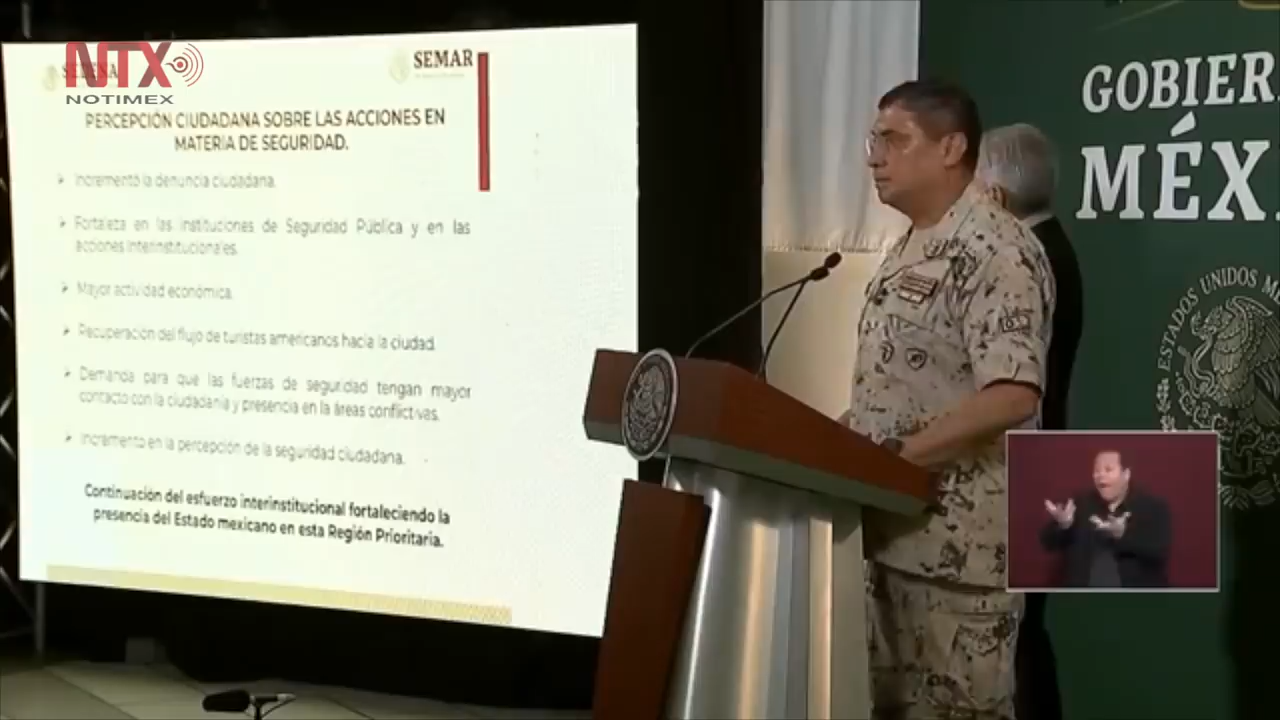 NTX
NOTIMEX
SEDENA
SEMAR
PERCEPCIÓN CIUDADANA SOBRE LAS ACCIONES EN
MATERIA DE SEGURIDAD.
Incrementó la denuncia ciudadana.
Fortaleza en las instituciones de Seguridad Pública y en las
acciones interinstitucionales.
Mayor actividad económica.
Recuperación del flujo de turistas americanos hacia la ciudad.
Demanda para que las fuerzas de seguridad tengan mayor
contacto con la ciudadanía y presencia en la áreas conflictivas.
Incremento en la percepción de la seguridad ciudadana.
Continuación del esfuerzo interinstitucional fortaleciendo la
presencia del Estado mexicano en esta Región Prioritaria.
GOBIER
MÉX
ESTADOS UNIDOS M